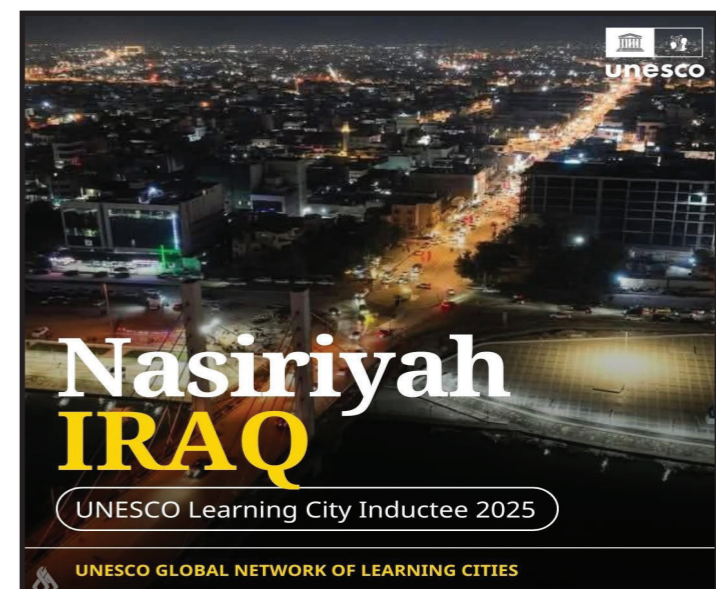 unesco
Nasiriyah
IRAQ
UNESCO Learning City Inductee 2025
UNESCO GLOBAL NETWORK OF LEARNING CITIES